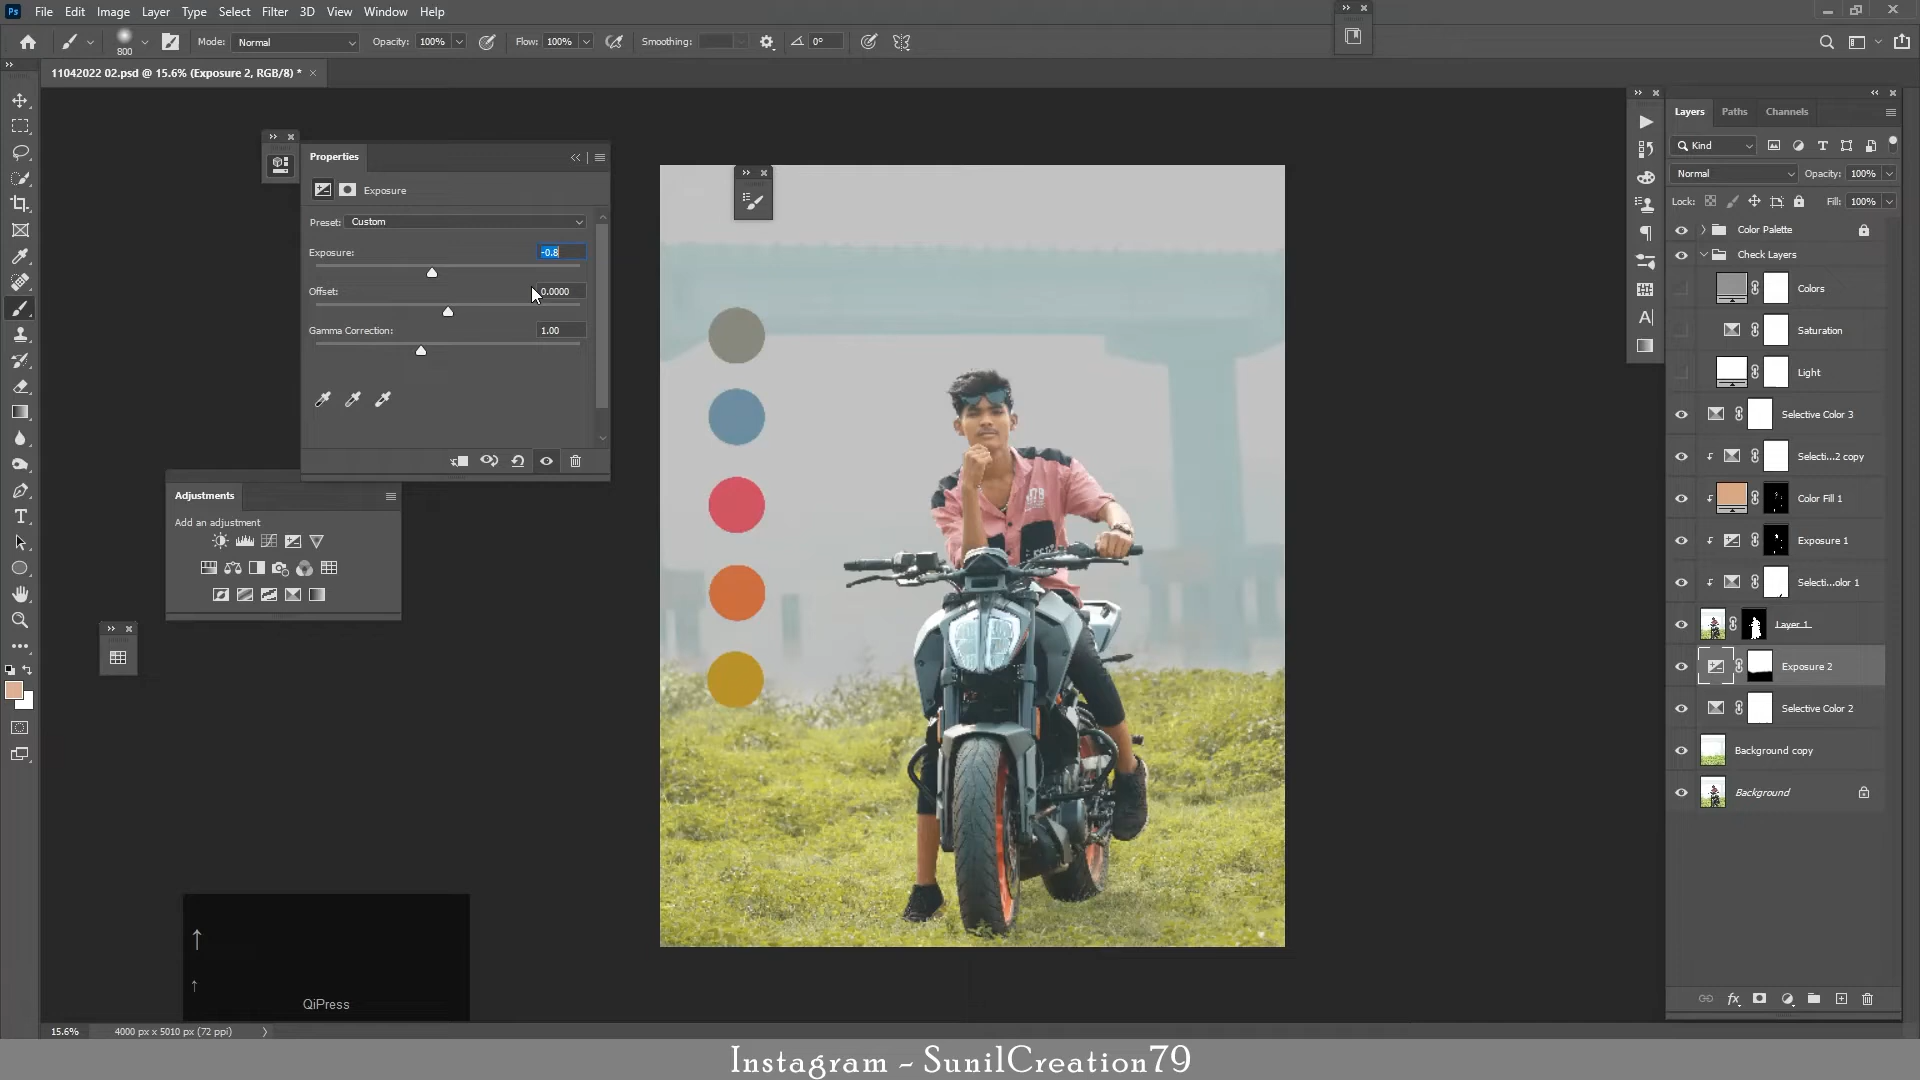 Ps File Edit Image Layer Type Select Filter 3D View Window Help
800 Mode: Normal Opacity: 100% Flow: 100% Smoothing: 0°
11042022 02.psd @ 15.6% (Exposure 2, RGB/8) * ×
Properties
Exposure
Preset: Custom
Exposure: -0.8
Offset: 0.0000
Gamma Correction: 1.00
Adjustments
Add an adjustment
QiPress
Layers Paths Channels
Kind
Normal Opacity: 100%
Lock: Fill: 100%
Color Palette
Check Layers
Colors
Saturation
Light
Selective Color 3
Selecti...2 copy
Color Fill 1
Exposure 1
Selecti...olor 1
Layer 1
Exposure 2
Selective Color 2
Background copy
Background
15.6% 4000 px x 5010 px (72 ppi)
Instagram - SunilCreation79